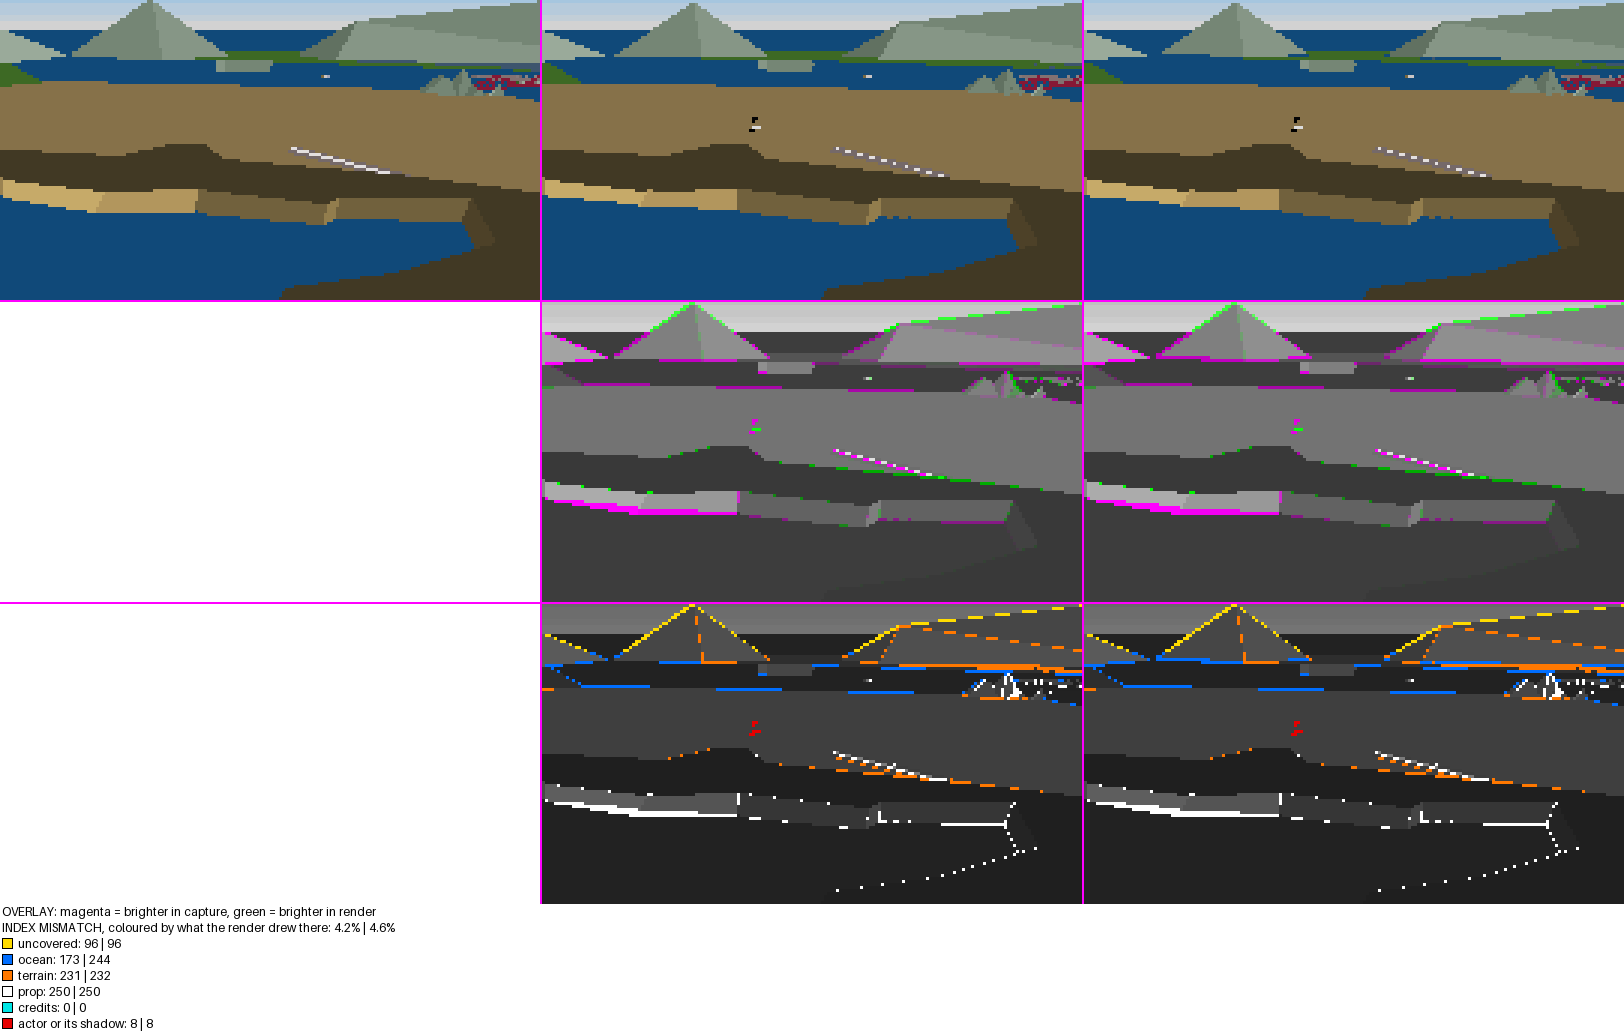 OVERLAY: magenta = brighter in capture, green = brighter in render
INDEX MISMATCH, coloured by what the render drew there: 4.2% | 4.6%
uncovered: 96 | 96
ocean: 173 | 244
terrain: 231 | 232
prop: 250 | 250
credits: 0 | 0
actor or its shadow: 8 | 8